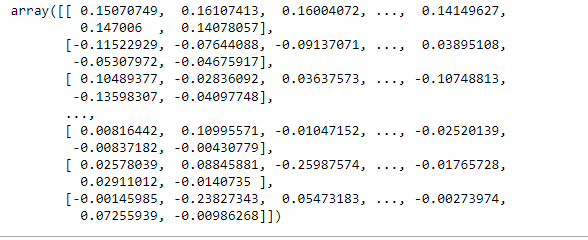 array([[ 0.15070749,  0.16107413,  0.16004072, ...,  0.14149627,
         0.147006  ,  0.14078057],
       [-0.11522929, -0.07644088, -0.09137071, ...,  0.03895108,
        -0.05307972, -0.04675917],
       [ 0.10489377, -0.02836092,  0.03637573, ..., -0.10748813,
        -0.13598307, -0.04097748],
       ...,
       [ 0.00816442,  0.10995571, -0.01047152, ..., -0.02520139,
        -0.00837182, -0.00430779],
       [ 0.02578039,  0.08845881, -0.25987574, ..., -0.01765728,
         0.02911012, -0.0140735 ],
       [-0.00145985, -0.23827343,  0.05473183, ..., -0.00273974,
         0.07255939, -0.00986268]])